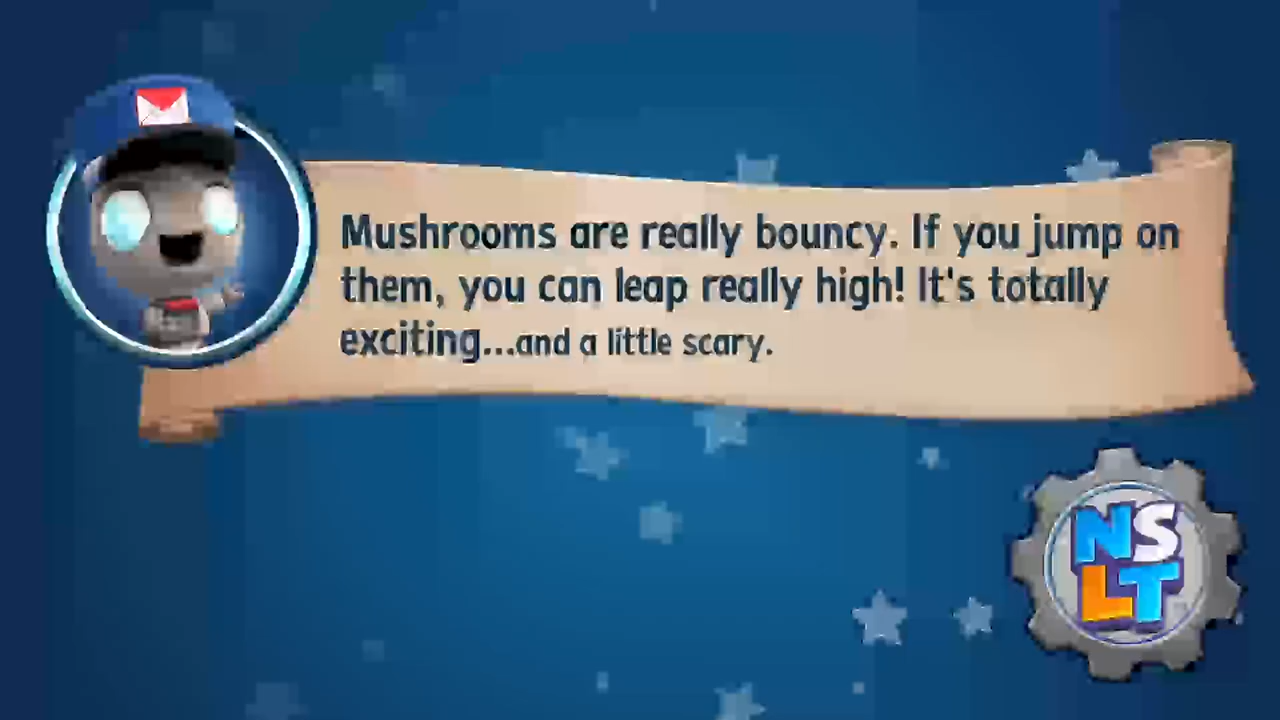 Mushrooms are really bouncy. If you jump on
them, you can leap really high! It's totally
exciting...and a little scary.
NS
LT